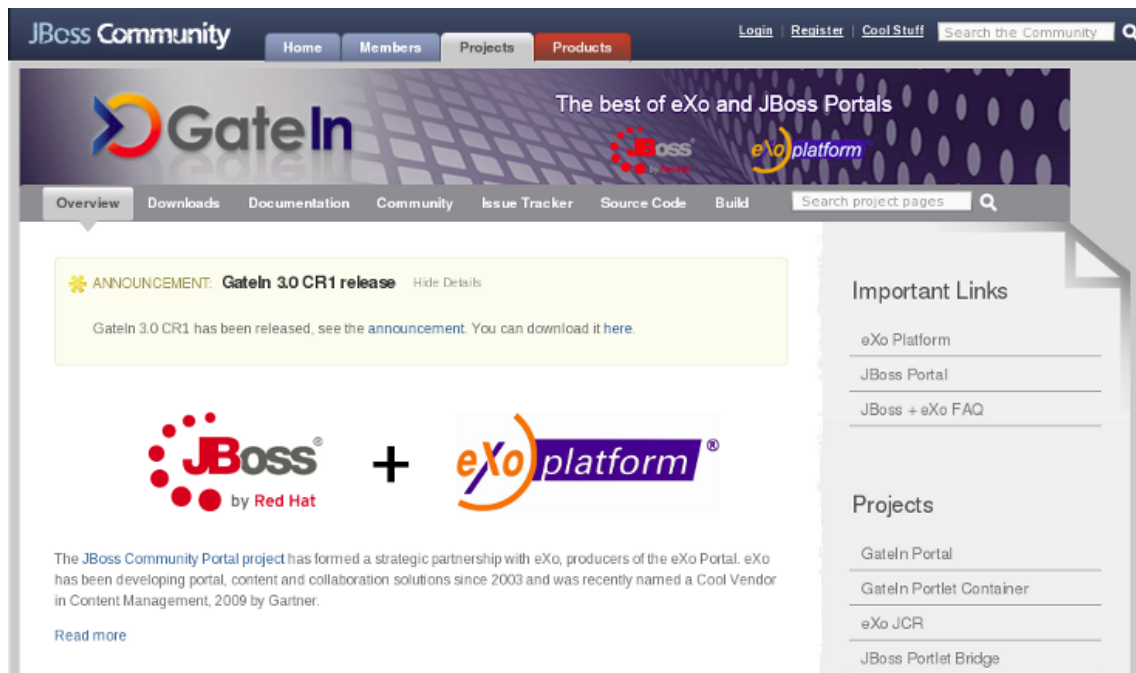 JBoss Community
Home Members Projects Products
Login | Register | Cool Stuff Search the Community
GateIn
The best of eXo and JBoss Portals
JBoss
by Red Hat
eXo platform
Overview Downloads Documentation Community Issue Tracker Source Code Build Search project pages
ANNOUNCEMENT: GateIn 3.0 CR1 release Hide Details
GateIn 3.0 CR1 has been released, see the announcement. You can download it here.
JBoss®
by Red Hat
+
eXo platform®
The JBoss Community Portal project has formed a strategic partnership with eXo, producers of the eXo Portal. eXo
has been developing portal, content and collaboration solutions since 2003 and was recently named a Cool Vendor
in Content Management, 2009 by Gartner.
Read more
Important Links
eXo Platform
JBoss Portal
JBoss + eXo FAQ
Projects
GateIn Portal
GateIn Portlet Container
eXo JCR
JBoss Portlet Bridge